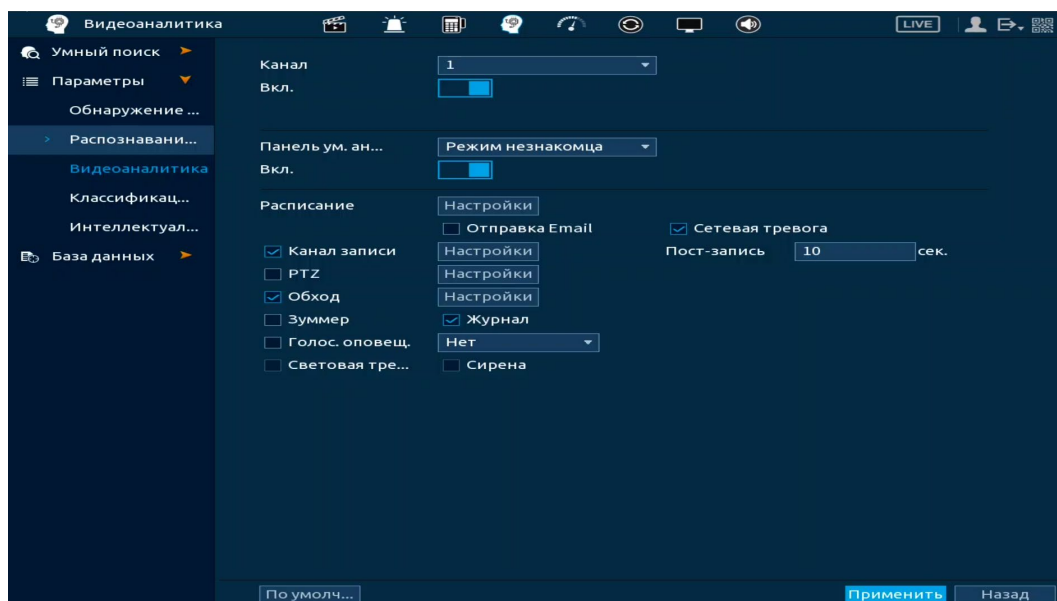 Видеоаналитика LIVE
Умный поиск
Параметры
Обнаружение ...
Распознавани...
Видеоаналитика
Классификац...
Интеллектуал...
База данных
Канал 1
Вкл.
Панель ум. ан... Режим незнакомца
Вкл.
Расписание Настройки
Отправка Email Сетевая тревога
Канал записи Настройки Пост-запись 10 сек.
PTZ Настройки
Обход Настройки
Зуммер Журнал
Голос. оповещ. Нет
Световая тре... Сирена
По умолч... Применить Назад